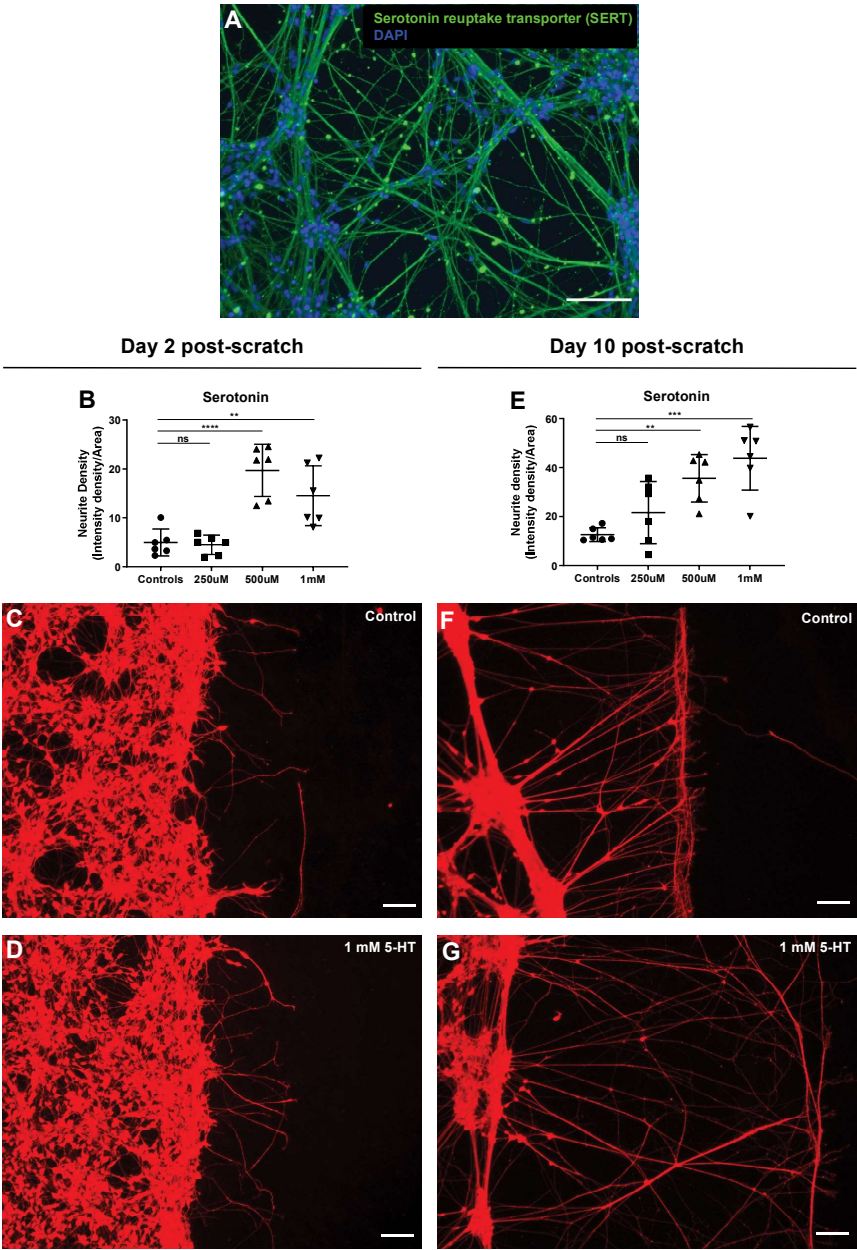 A
Serotonin reuptake transporter (SERT)
DAPI
Day 2 post-scratch
B
Serotonin
**
****
ns
30
20
10
0
Neurite Density
(Intensity density/Area)
Controls 250uM 500uM 1mM
Day 10 post-scratch
E
Serotonin
***
**
ns
60
40
20
0
Neurite density
(Intensity density/Area)
Controls 250uM 500uM 1mM
C
Control
F
Control
D
1 mM 5-HT
G
1 mM 5-HT